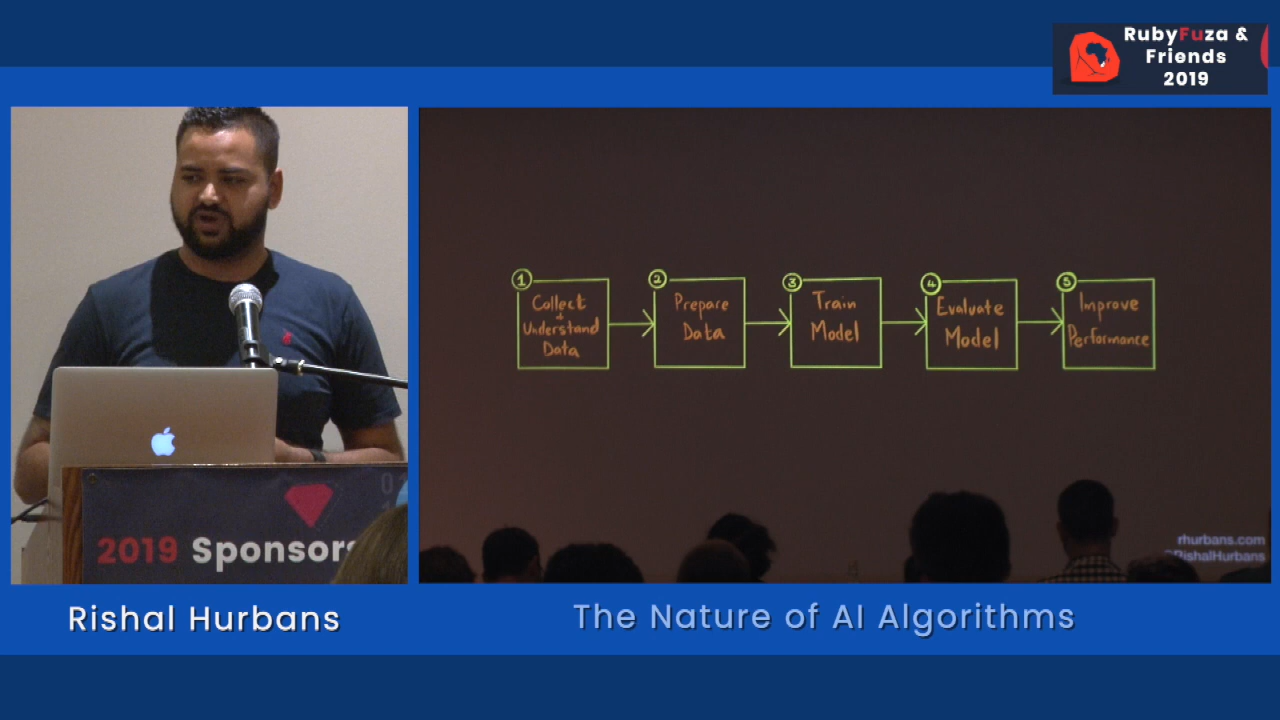 RubyFuza &
Friends
2019
1
Collect
+
Understand
Data
2
Prepare
Data
3
Train
Model
4
Evaluate
Model
5
Improve
Performance
rhurbans.com
@RishalHurbans
2019 Sponsors
Rishal Hurbans
The Nature of AI Algorithms